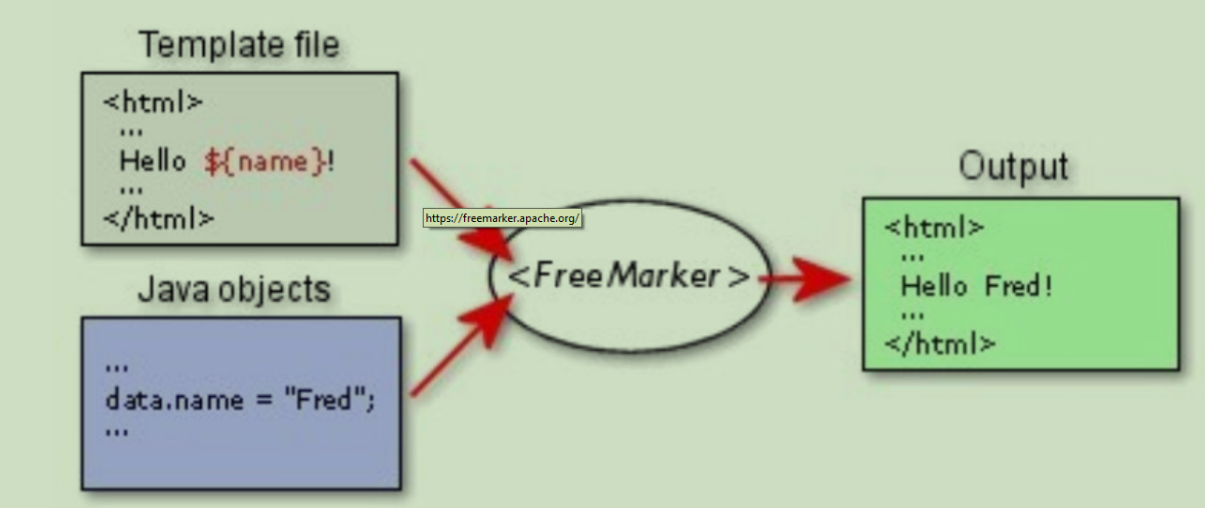 Template file
<html>
...
Hello ${name}!
...
</html>
https://freemarker.apache.org/
Java objects
...
data.name = "Fred";
...
<FreeMarker>
Output
<html>
...
Hello Fred!
...
</html>